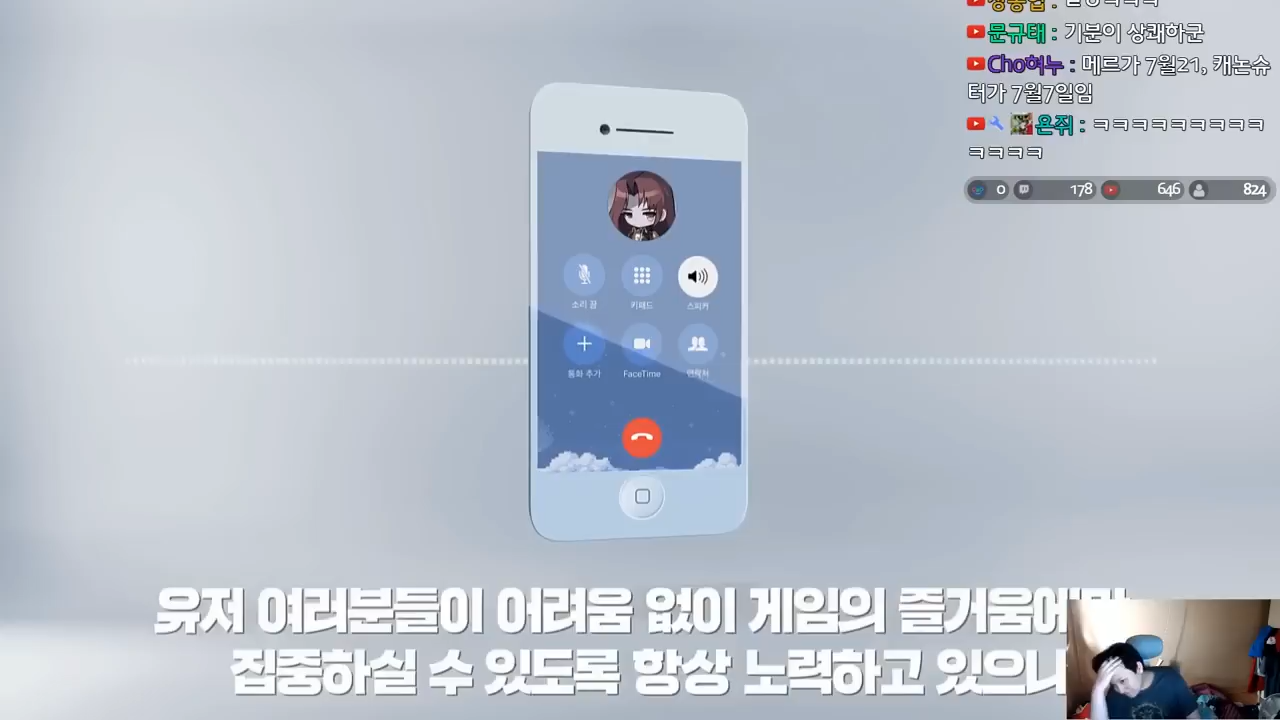 문규태 : 기분이 상쾌하군
Cho혀누 : 메르가 7월21, 캐논슈
터가 7월7일임
욘쥐 : ㅋㅋㅋㅋㅋㅋㅋㅋㅋ
ㅋㅋㅋㅋ
0 178 646 824
소리 끔 키패드 스피커
통화 추가 FaceTime 연락처
유저 여러분들이 어려움 없이 게임의 즐거움에만
집중하실 수 있도록 항상 노력하고 있으니